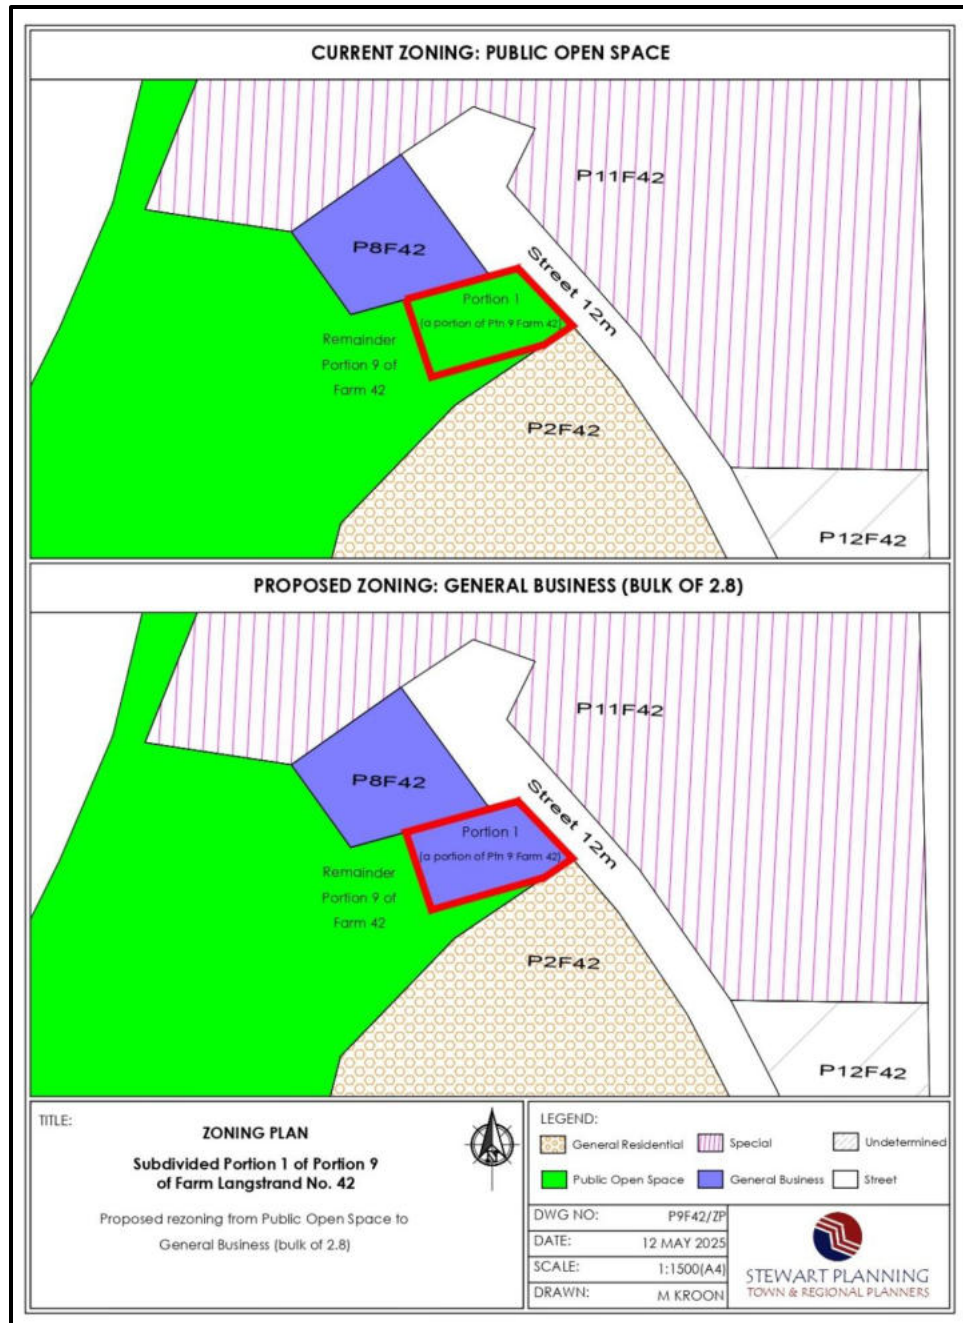 CURRENT ZONING: PUBLIC OPEN SPACE
P11F42
P8F42
Street 12m
Portion 1
(a portion of Ptn 9 Farm 42)
Remainder
Portion 9 of
Farm 42
P2F42
P12F42
PROPOSED ZONING: GENERAL BUSINESS (BULK OF 2.8)
P11F42
P8F42
Street 12m
Portion 1
(a portion of Ptn 9 Farm 42)
Remainder
Portion 9 of
Farm 42
P2F42
P12F42
TITLE:
ZONING PLAN
Subdivided Portion 1 of Portion 9
of Farm Langstrand No. 42
Proposed rezoning from Public Open Space to
General Business (bulk of 2.8)
LEGEND:
General Residential
Special
Undetermined
Public Open Space
General Business
Street
DWG NO: P9F42/ZP
DATE: 12 MAY 2025
SCALE: 1:1500(A4)
DRAWN: M KROON
STEWART PLANNING
TOWN & REGIONAL PLANNERS